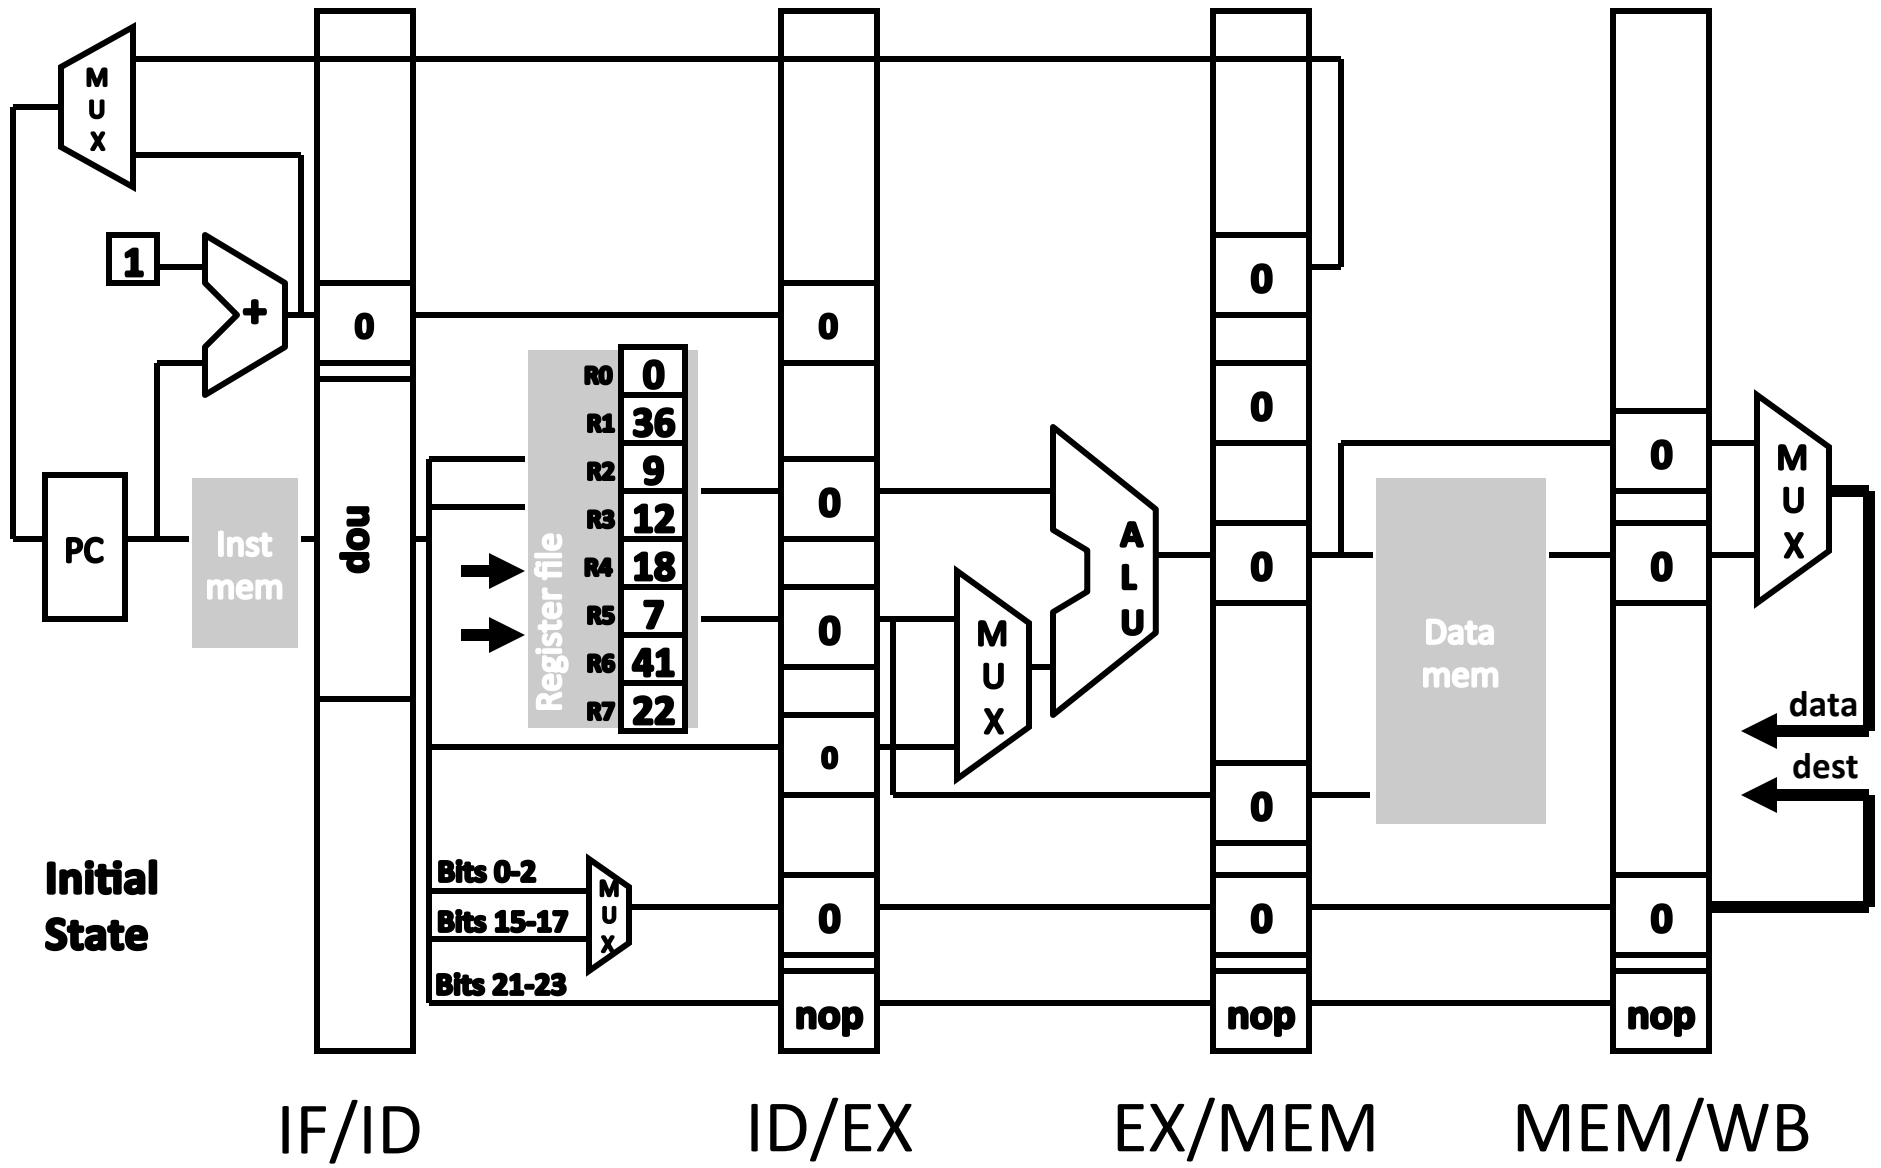 M
U
X
1
+
0
0
0
0
R0 0
R1 36
R2 9
R3 12
R4 18
R5 7
R6 41
R7 22
Register file
PC
Inst
mem
nop
0
0
0
M
U
X
A
L
U
0
0
0
M
U
X
Data
mem
data
dest
0
0
Initial
State
Bits 0-2
Bits 15-17
Bits 21-23
M
U
X
0
0
0
nop
nop
nop
IF/ID
ID/EX
EX/MEM
MEM/WB